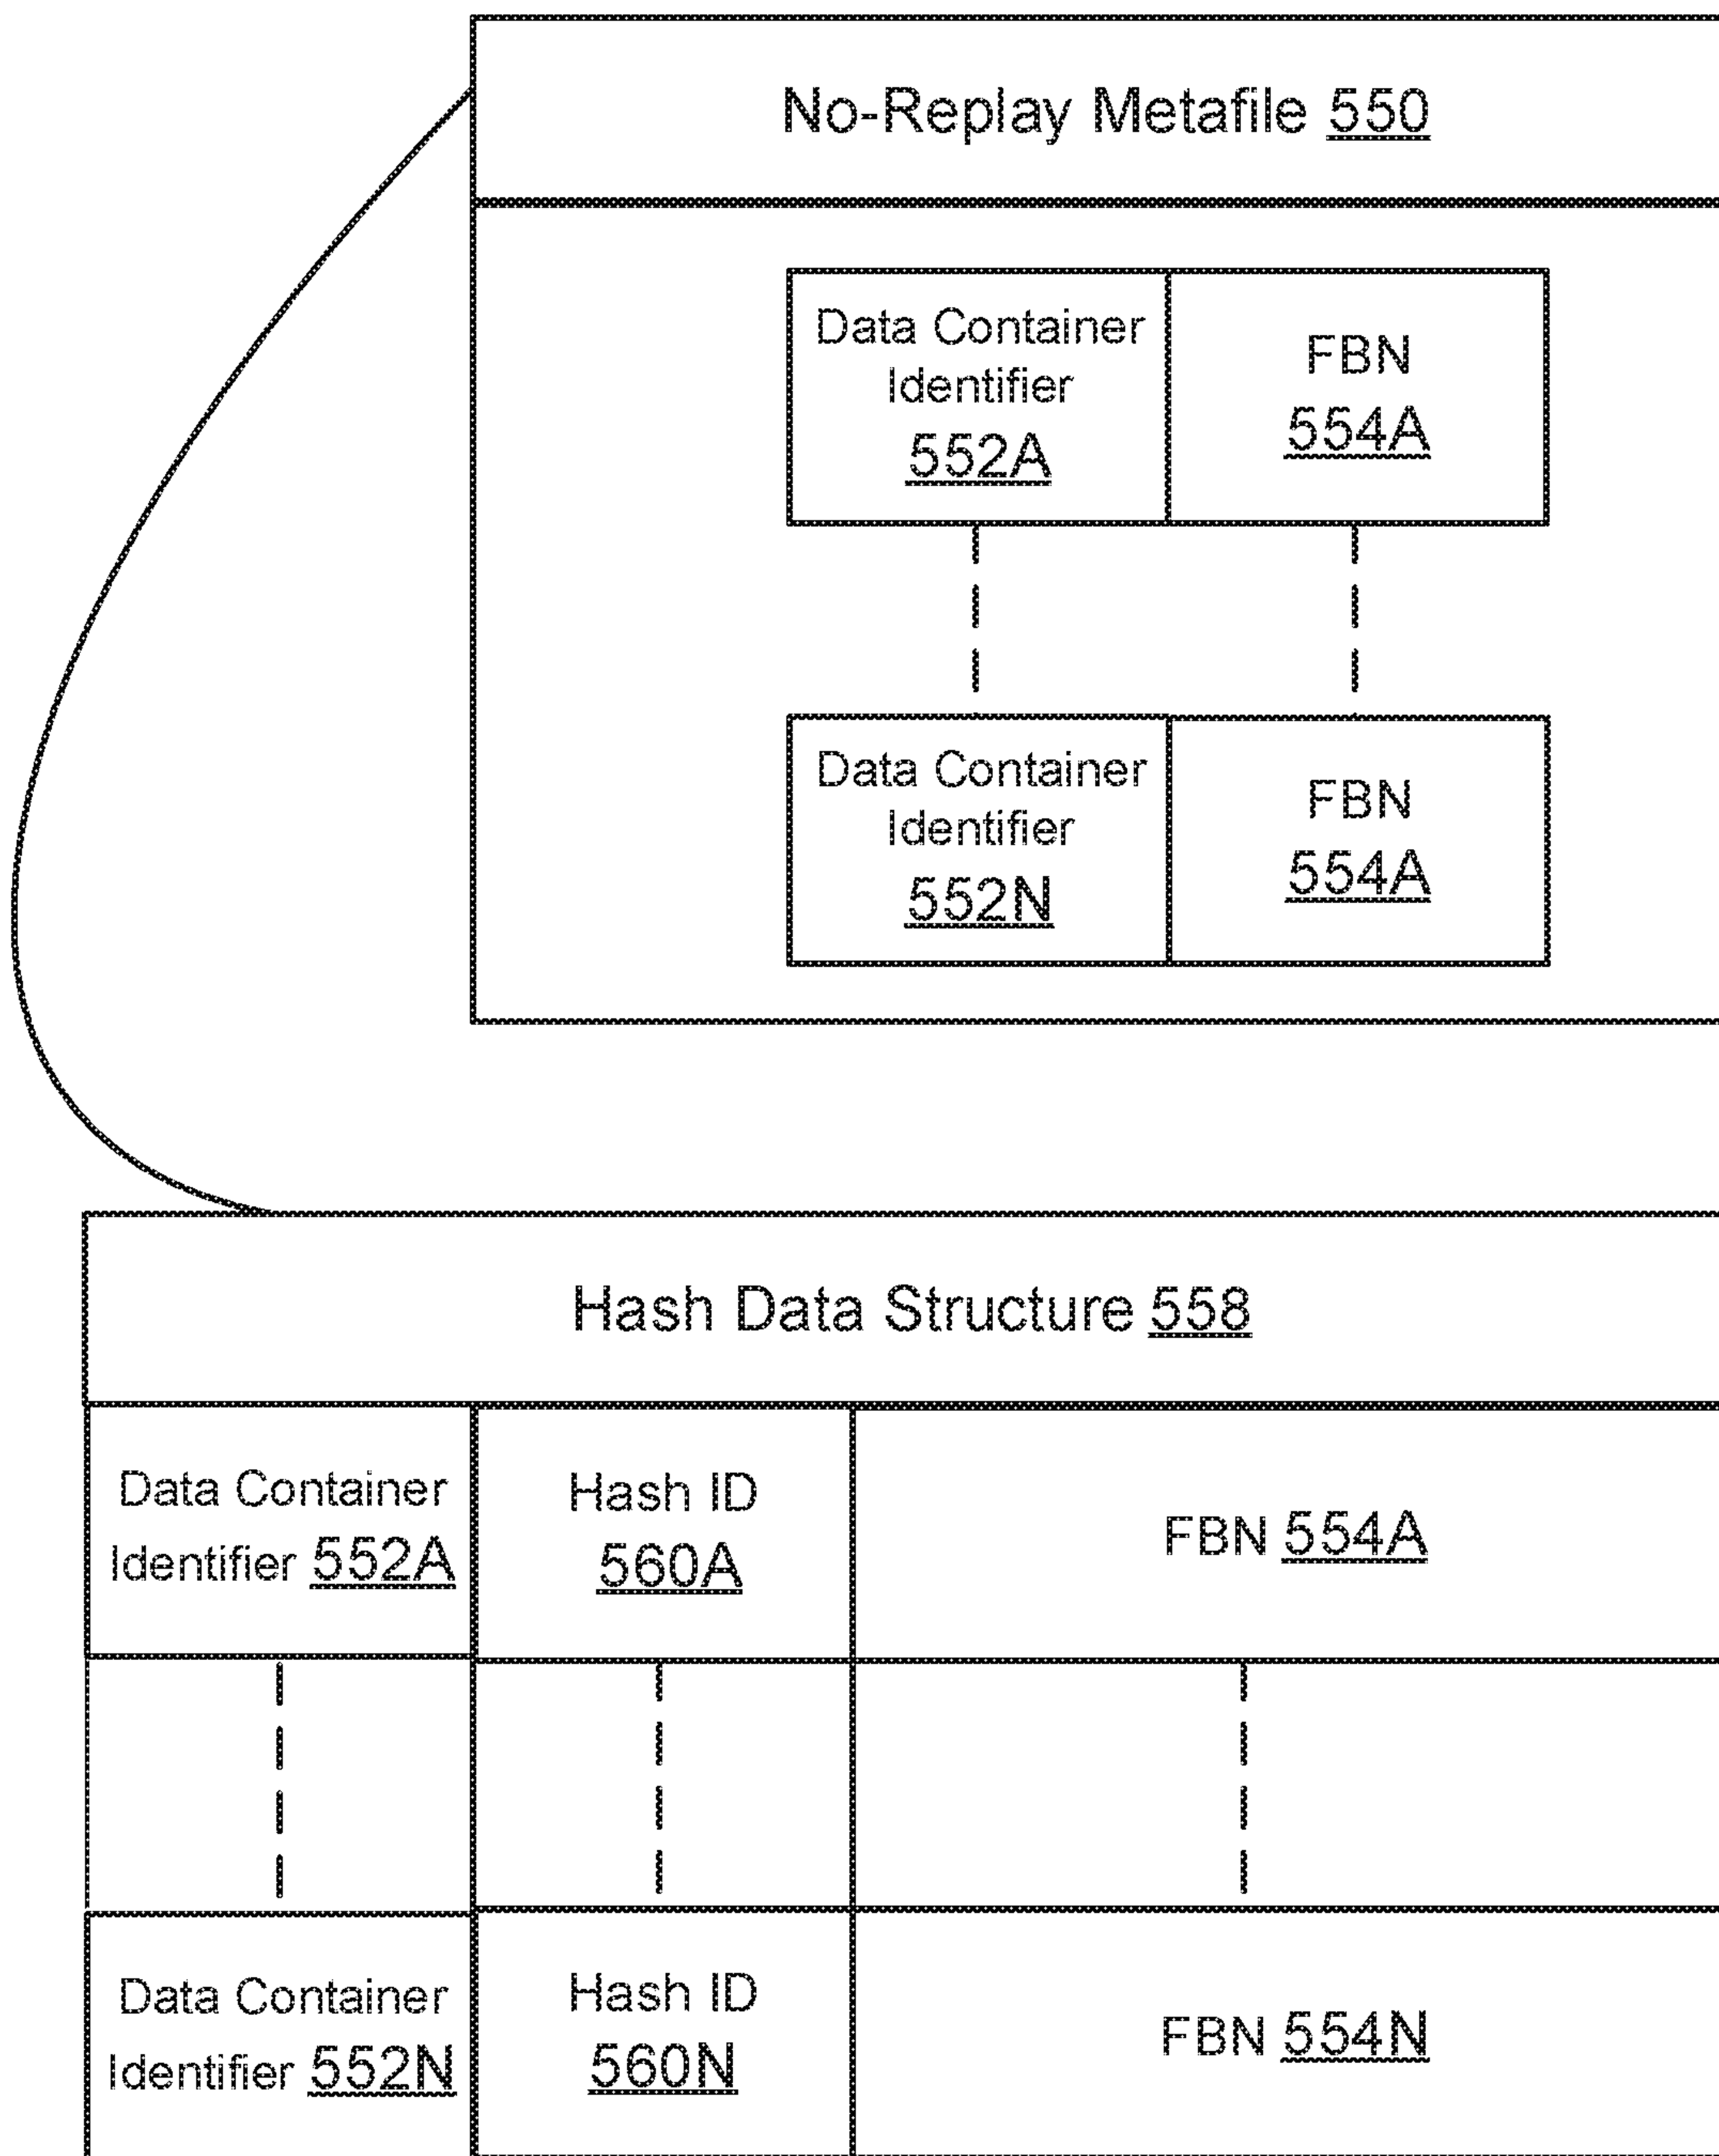 No-Replay Metafile 550
Data Container
Identifier
552A
FBN
554A
Data Container
Identifier
552N
FBN
554A
Hash Data Structure 558
Data Container
Identifier 552A
Hash ID
560A
FBN 554A
Data Container
Identifier 552N
Hash ID
560N
FBN 554N